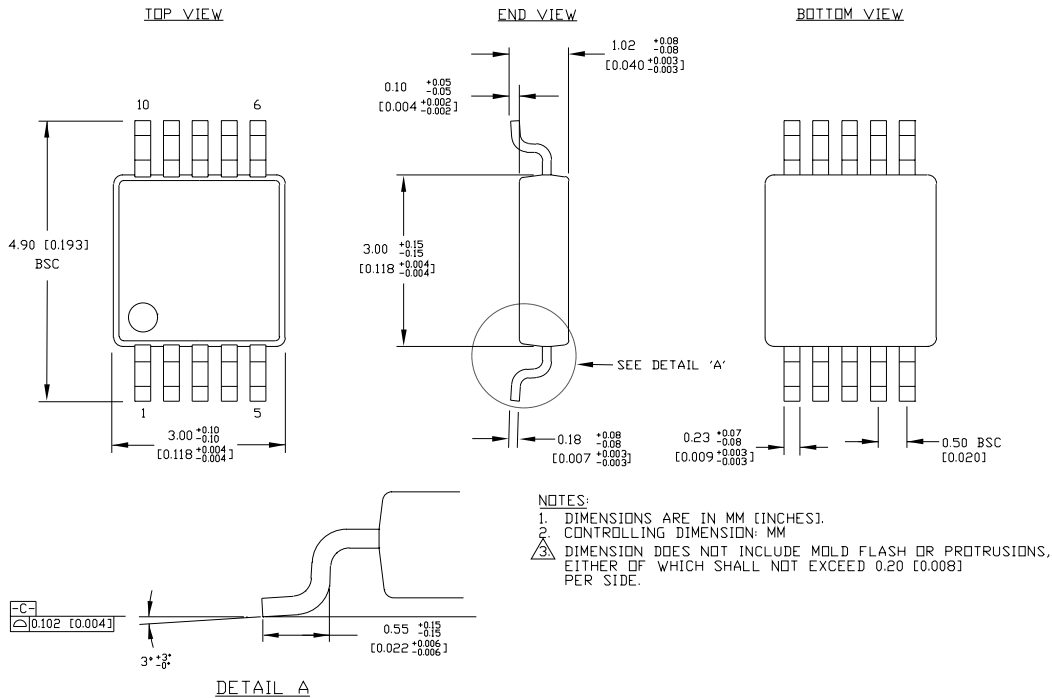 TOP VIEW
END VIEW
BOTTOM VIEW
10
6
4.90 [0.193]
BSC
1
5
3.00 +0.10 -0.10
[0.118 +0.004 -0.004]
1.02 +0.08 -0.08
[0.040 +0.003 -0.003]
0.10 +0.05 -0.05
[0.004 +0.002 -0.002]
3.00 +0.15 -0.15
[0.118 +0.004 -0.004]
SEE DETAIL 'A'
0.18 +0.08 -0.08
[0.007 +0.003 -0.003]
0.23 +0.07 -0.08
[0.009 +0.003 -0.003]
0.50 BSC
[0.020]
NOTES:
1. DIMENSIONS ARE IN MM [INCHES].
2. CONTROLLING DIMENSION: MM
3. DIMENSION DOES NOT INCLUDE MOLD FLASH OR PROTRUSIONS,
EITHER OF WHICH SHALL NOT EXCEED 0.20 [0.008]
PER SIDE.
-C-
⌓ 0.102 [0.004]
3° +3° -0°
0.55 +0.15 -0.15
[0.022 +0.006 -0.006]
DETAIL A